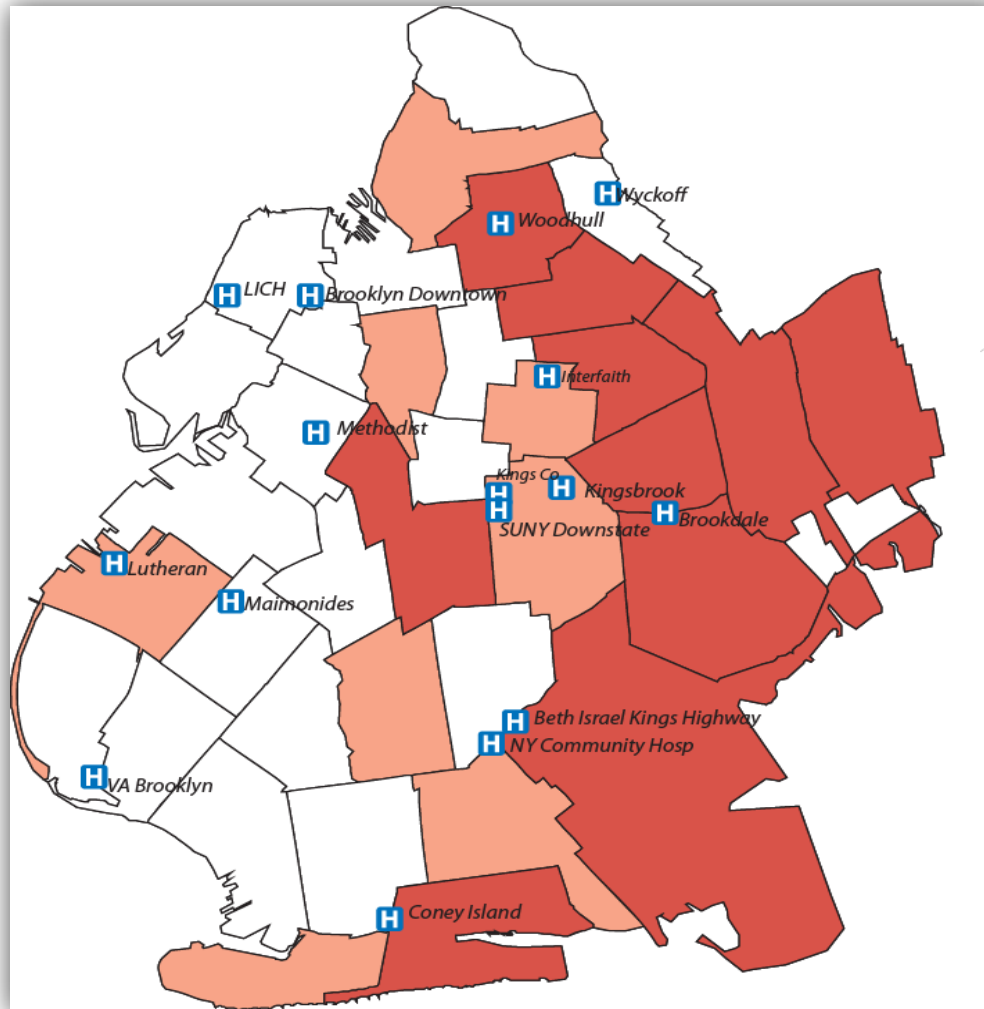 H Wyckoff
H Woodhull
H LICH
H Brooklyn Downtown
H Interfaith
H Methodist
Kings Co
H
H Kingsbrook
H
SUNY Downstate
H Brookdale
H Lutheran
H Maimonides
H Beth Israel Kings Highway
H NY Community Hosp
H VA Brooklyn
H Coney Island